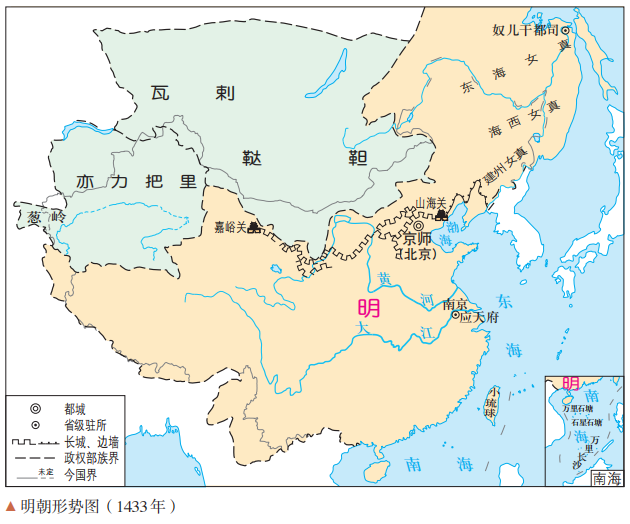 奴儿干都司
东海女真
海西女真
建州女真
瓦剌
鞑靼
亦力把里
葱岭
嘉峪关
山海关
渤海
京师
(北京)
黄河
明
南京
应天府
大江
东海
小琉球
南海
都城
省级驻所
长城、边墙
政权部族界
未定
今国界
明
南海
万里石塘
石星石塘
万里长沙
南海
▲明朝形势图（1433年）